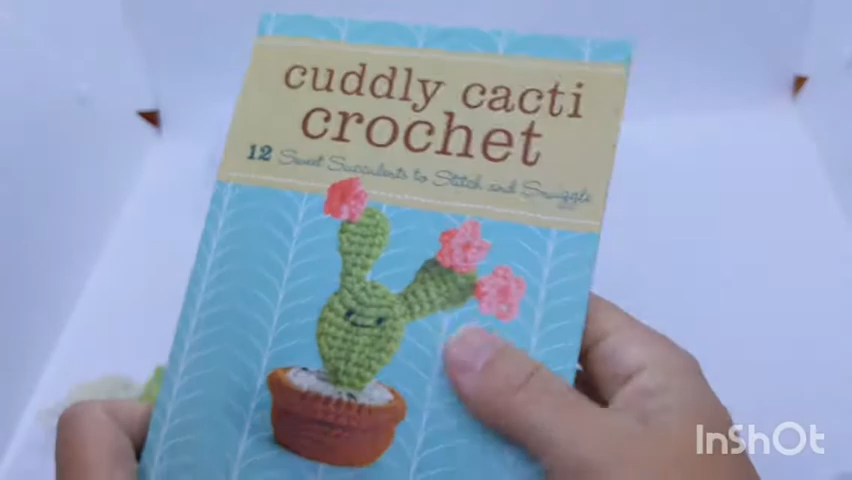 cuddly cacti
crochet
12 Sweet Succulents to Stitch and Snuggle
InShOt